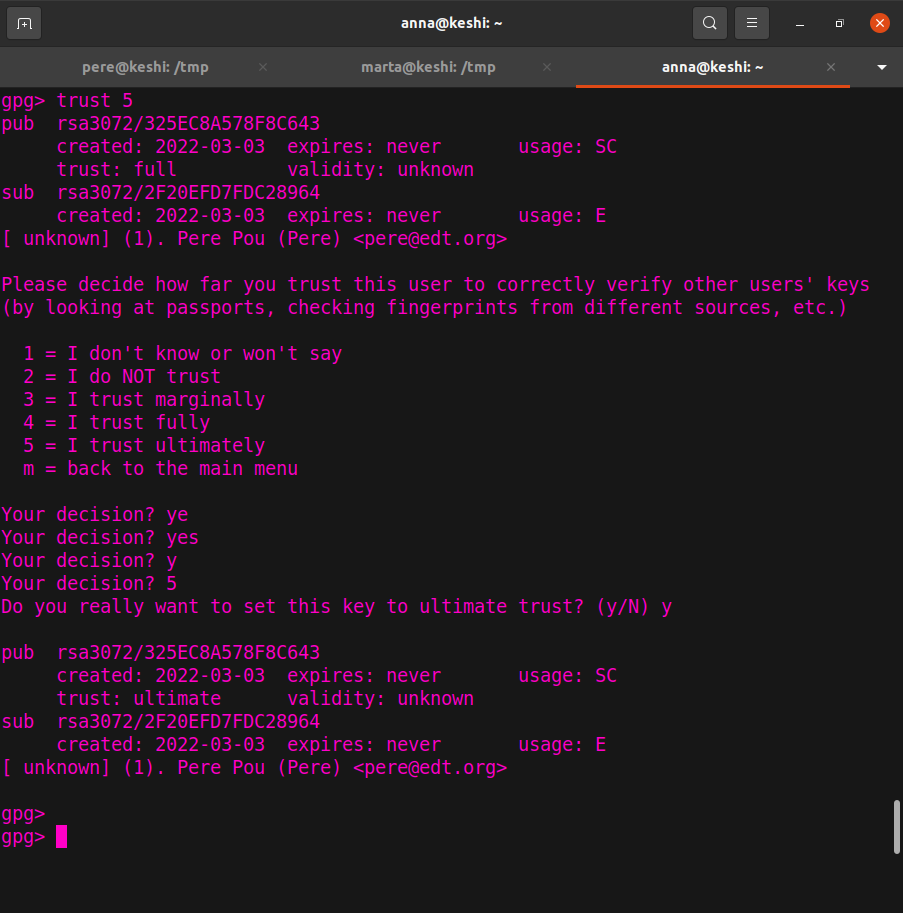 anna@keshi: ~
pere@keshi: /tmp
marta@keshi: /tmp
anna@keshi: ~
gpg> trust 5
pub  rsa3072/325EC8A578F8C643
     created: 2022-03-03  expires: never       usage: SC
     trust: full          validity: unknown
sub  rsa3072/2F20EFD7FDC28964
     created: 2022-03-03  expires: never       usage: E
[ unknown] (1). Pere Pou (Pere) <pere@edt.org>
Please decide how far you trust this user to correctly verify other users' keys
(by looking at passports, checking fingerprints from different sources, etc.)
  1 = I don't know or won't say
  2 = I do NOT trust
  3 = I trust marginally
  4 = I trust fully
  5 = I trust ultimately
  m = back to the main menu
Your decision? ye
Your decision? yes
Your decision? y
Your decision? 5
Do you really want to set this key to ultimate trust? (y/N) y
pub  rsa3072/325EC8A578F8C643
     created: 2022-03-03  expires: never       usage: SC
     trust: ultimate      validity: unknown
sub  rsa3072/2F20EFD7FDC28964
     created: 2022-03-03  expires: never       usage: E
[ unknown] (1). Pere Pou (Pere) <pere@edt.org>
gpg>
gpg>